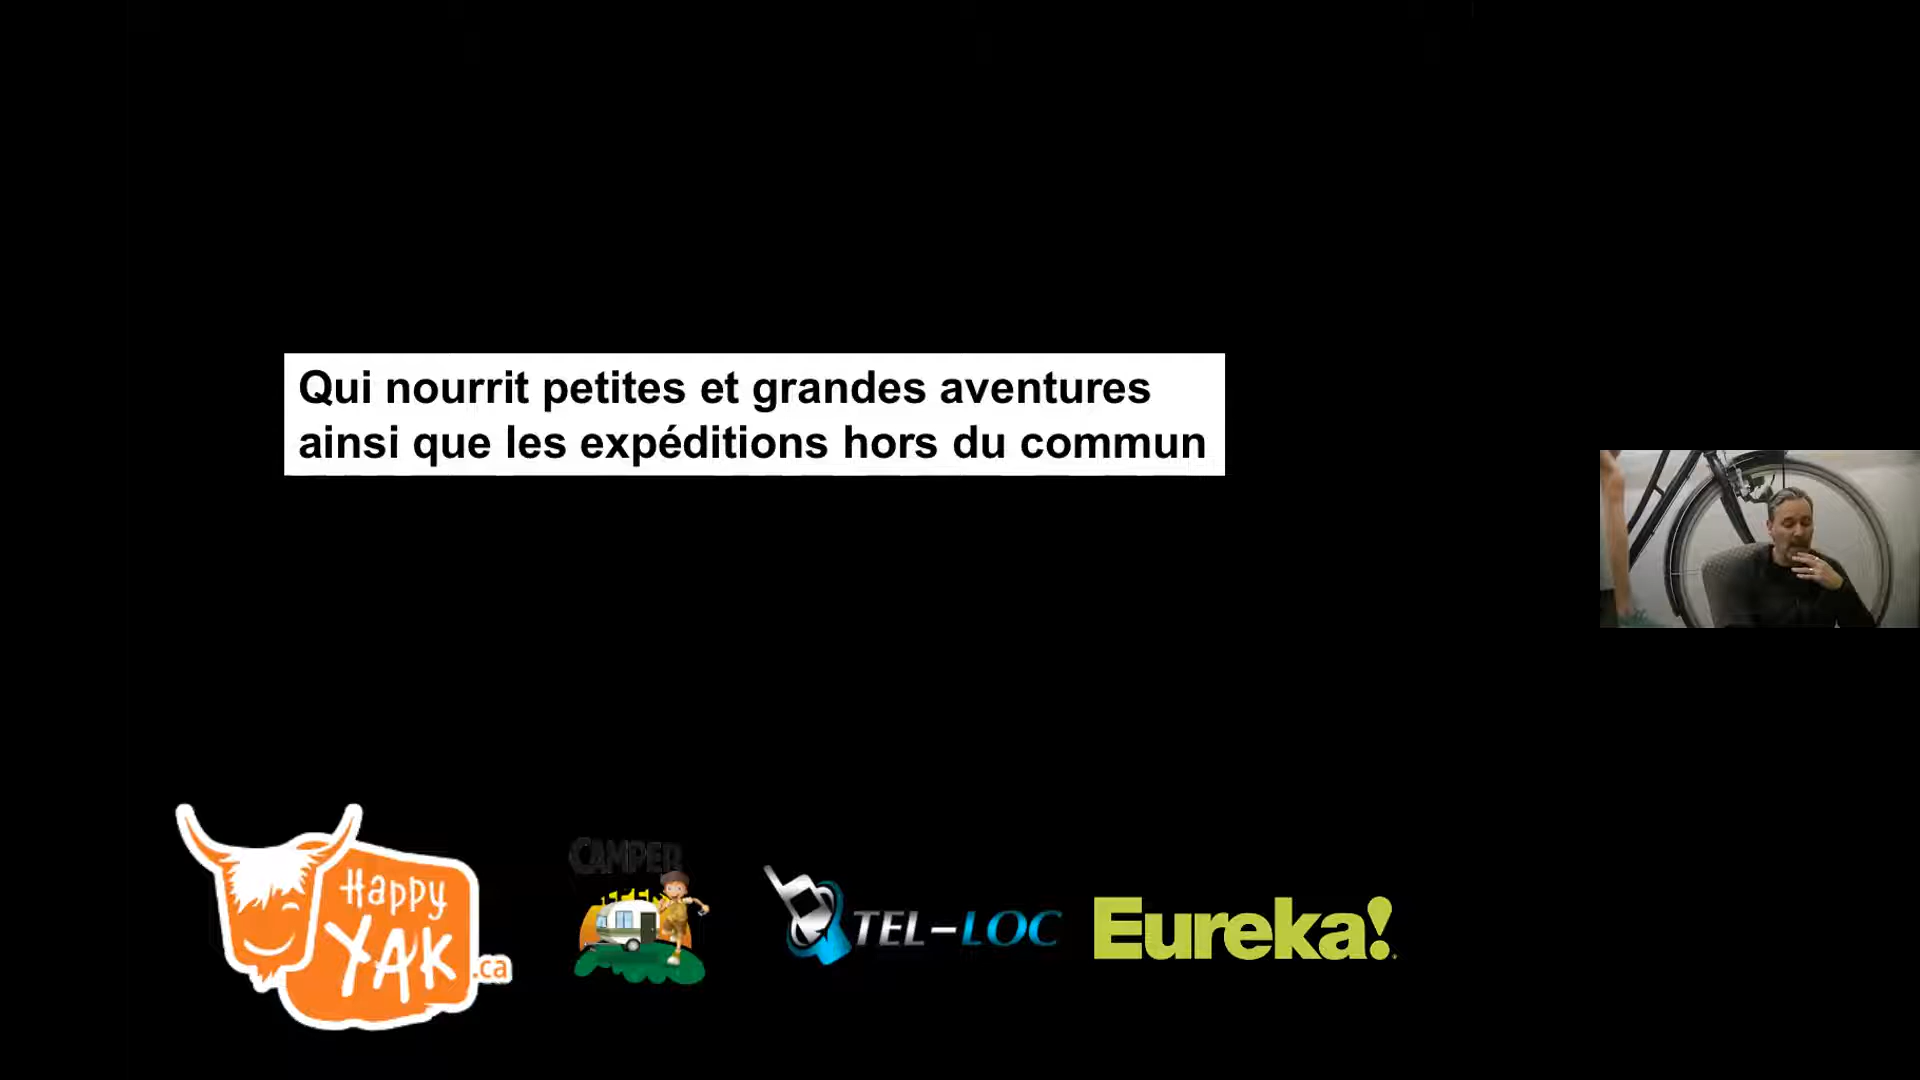 Qui nourrit petites et grandes aventures
ainsi que les expéditions hors du commun
Happy
YAK
.ca
CAMPER
TEL-LOC
Eureka!